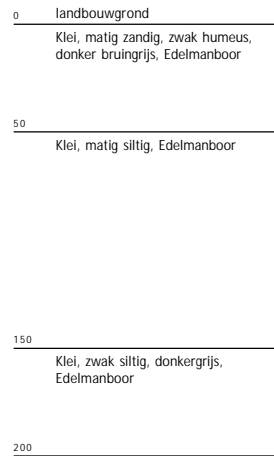 0 landbouwgrond
Klei, matig zandig, zwak humeus,
donker bruingrijs, Edelmanboor
50
Klei, matig siltig, Edelmanboor
150
Klei, zwak siltig, donkergrijs,
Edelmanboor
200